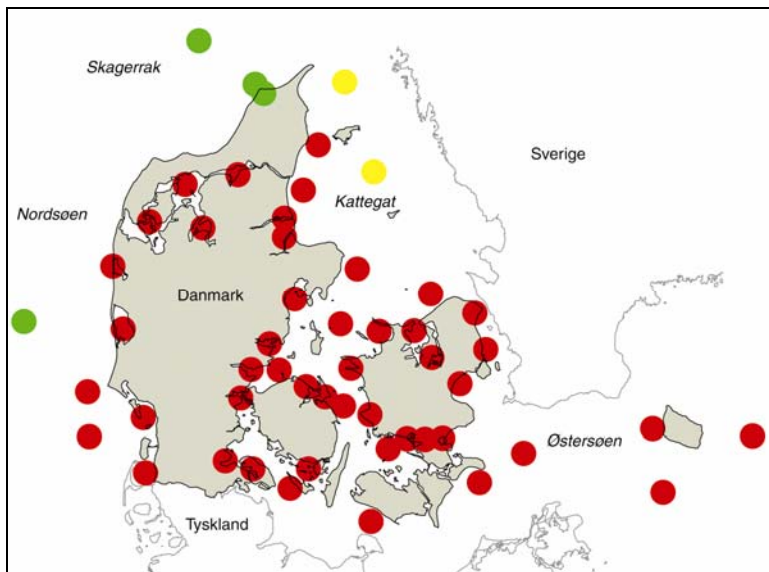 Skagerrak
Sverige
Kattegat
Nordsøen
Danmark
Østersøen
Tyskland